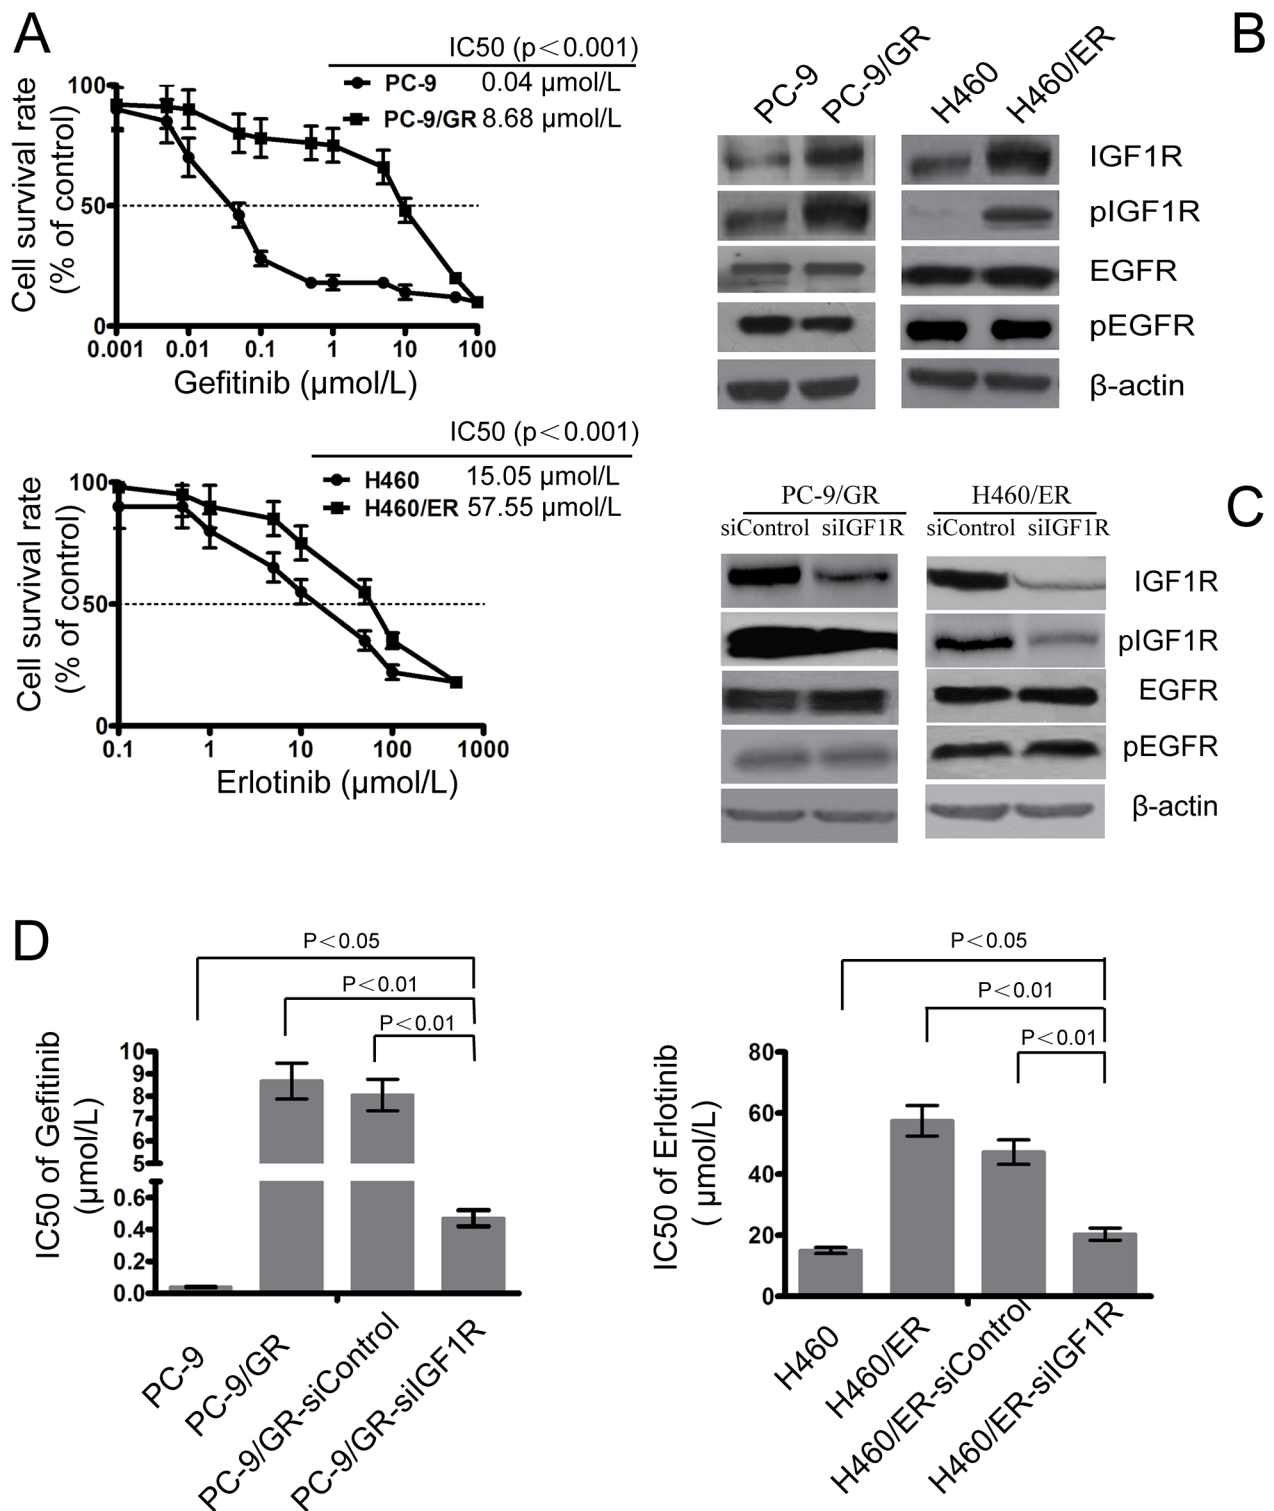 A
IC50 (p<0.001)
PC-9 0.04 μmol/L
PC-9/GR 8.68 μmol/L
Cell survival rate
(% of control)
100
50
0
0.001 0.01 0.1 1 10 100
Gefitinib (μmol/L)
IC50 (p<0.001)
H460 15.05 μmol/L
H460/ER 57.55 μmol/L
Cell survival rate
(% of control)
100
50
0
0.1 1 10 100 1000
Erlotinib (μmol/L)
B
PC-9 PC-9/GR H460 H460/ER
IGF1R
pIGF1R
EGFR
pEGFR
β-actin
C
PC-9/GR H460/ER
siControl siIGF1R siControl siIGF1R
IGF1R
pIGF1R
EGFR
pEGFR
β-actin
D
P<0.05
P<0.01
P<0.01
IC50 of Gefitinib
(μmol/L)
10
9
8
7
6
5
0.6
0.4
0.2
0.0
PC-9
PC-9/GR
PC-9/GR-siControl
PC-9/GR-siIGF1R
P<0.05
P<0.01
P<0.01
IC50 of Erlotinib
( μmol/L)
80
60
40
20
0
H460
H460/ER
H460/ER-siControl
H460/ER-siIGF1R